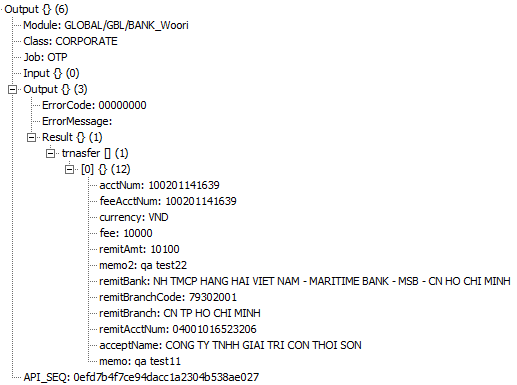 Output {} (6)
Module: GLOBAL/GBL/BANK_Woori
Class: CORPORATE
Job: OTP
Input {} (0)
Output {} (3)
ErrorCode: 00000000
ErrorMessage:
Result {} (1)
trnasfer [] (1)
[0] {} (12)
acctNum: 100201141639
feeAcctNum: 100201141639
currency: VND
fee: 10000
remitAmt: 10100
memo2: qa test22
remitBank: NH TMCP HANG HAI VIET NAM - MARITIME BANK - MSB - CN HO CHI MINH
remitBranchCode: 79302001
remitBranch: CN TP HO CHI MINH
remitAcctNum: 04001016523206
acceptName: CONG TY TNHH GIAI TRI CON THOI SON
memo: qa test11
API_SEQ: 0efd7b4f7ce94dacc1a2304b538ae027